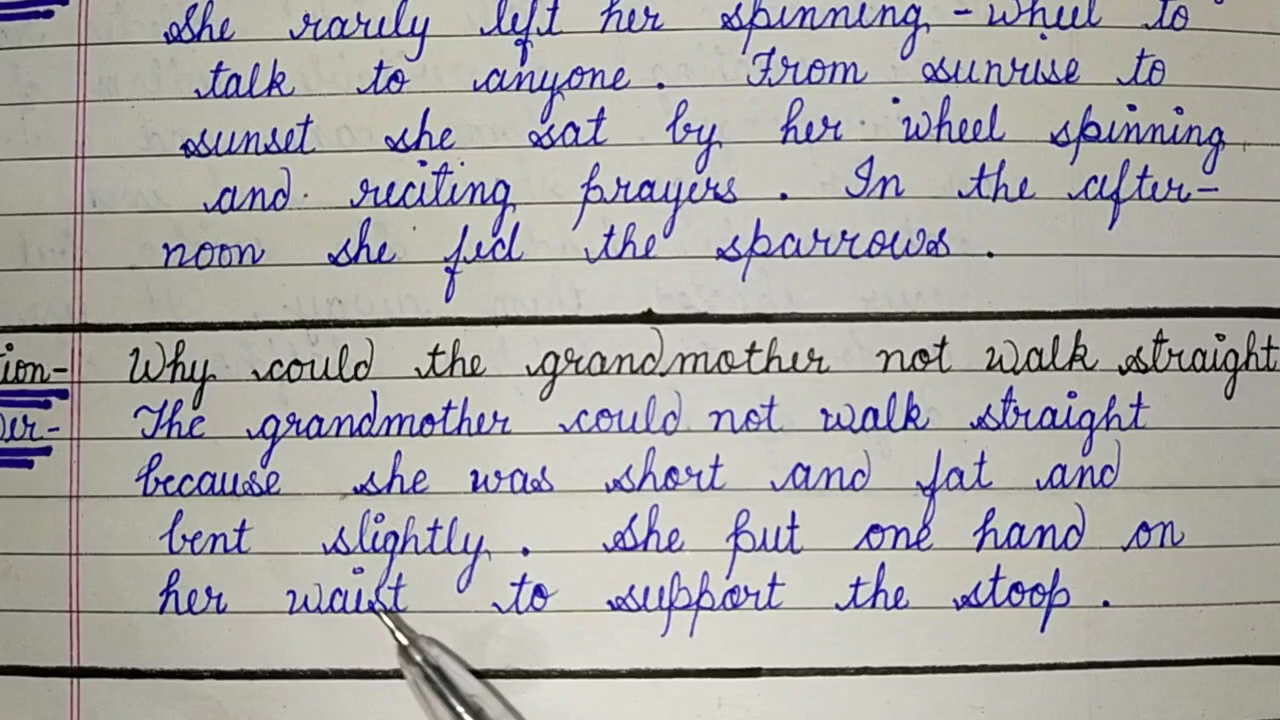 She rarely left her spinning-wheel to
talk to anyone. From sunrise to
sunset she sat by her wheel spinning
and reciting prayers. In the after-
noon she fed the sparrows.
tion- Why could the grandmother not walk straight
wer- The grandmother could not walk straight
because she was short and fat and
bent slightly. She put one hand on
her waist to support the stoop.